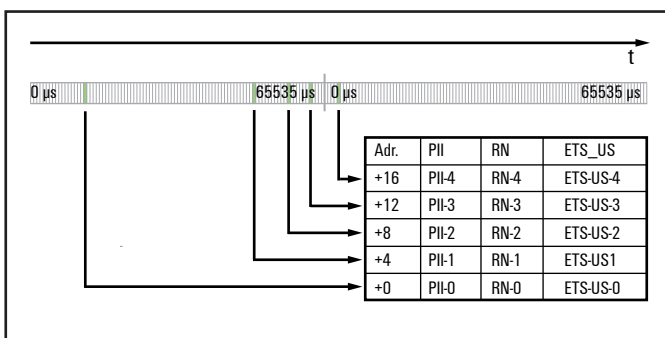 t
0 µs 65535 µs 0 µs 65535 µs
Adr. PII RN ETS_US
+16 PII-4 RN-4 ETS-US-4
+12 PII-3 RN-3 ETS-US-3
+8 PII-2 RN-2 ETS-US-2
+4 PII-1 RN-1 ETS-US1
+0 PII-0 RN-0 ETS-US-0